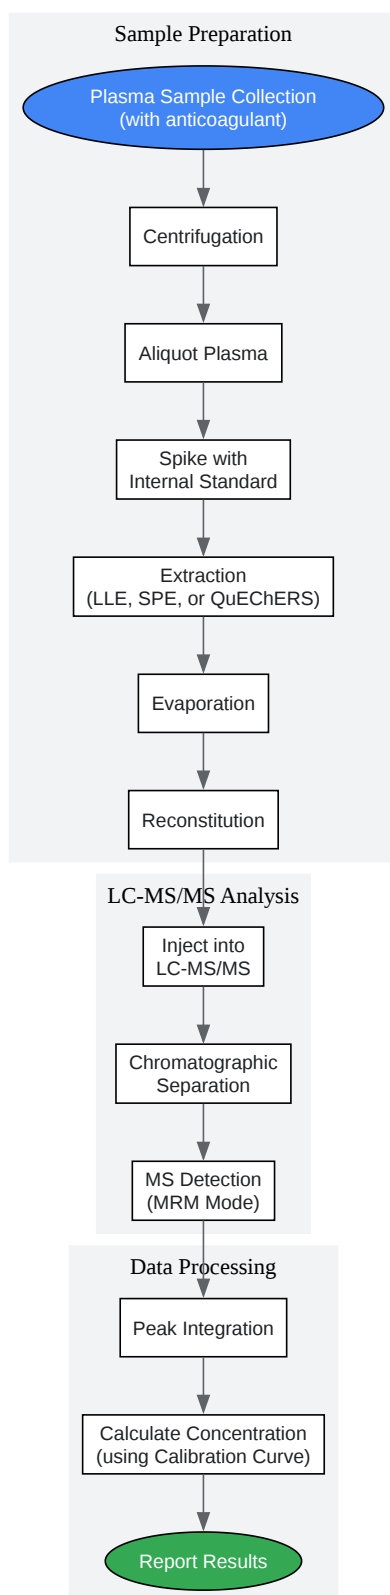 Sample Preparation
Plasma Sample Collection
(with anticoagulant)
Centrifugation
Aliquot Plasma
Spike with
Internal Standard
Extraction
(LLE, SPE, or QuEChERS)
Evaporation
Reconstitution
LC-MS/MS Analysis
Inject into
LC-MS/MS
Chromatographic
Separation
MS Detection
(MRM Mode)
Data Processing
Peak Integration
Calculate Concentration
(using Calibration Curve)
Report Results